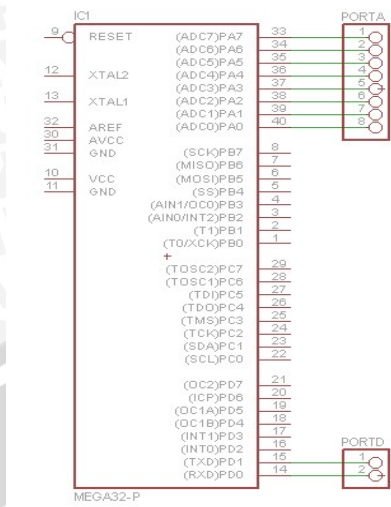 IC1 PORTA
9 RESET (ADC7)PA7 33 1
(ADC6)PA6 34 2
(ADC5)PA5 35 3
12 XTAL2 (ADC4)PA4 36 4
(ADC3)PA3 37 5
13 XTAL1 (ADC2)PA2 38 6
(ADC1)PA1 39 7
32 AREF (ADC0)PA0 40 8
30 AVCC
31 GND (SCK)PB7 8
(MISO)PB6 7
10 VCC (MOSI)PB5 6
11 GND (SS)PB4 5
(AIN1/OC0)PB3 4
(AIN0/INT2)PB2 3
(T1)PB1 2
(T0/XCK)PB0 1
(TOSC2)PC7 29
(TOSC1)PC6 28
(TDI)PC5 27
(TDO)PC4 26
(TMS)PC3 25
(TCK)PC2 24
(SDA)PC1 23
(SCL)PC0 22
(OC2)PD7 21
(ICP)PD6 20
(OC1A)PD5 19
(OC1B)PD4 18
(INT1)PD3 17
(INT0)PD2 16 PORTD
(TXD)PD1 15 1
(RXD)PD0 14 2
MEGA32-P